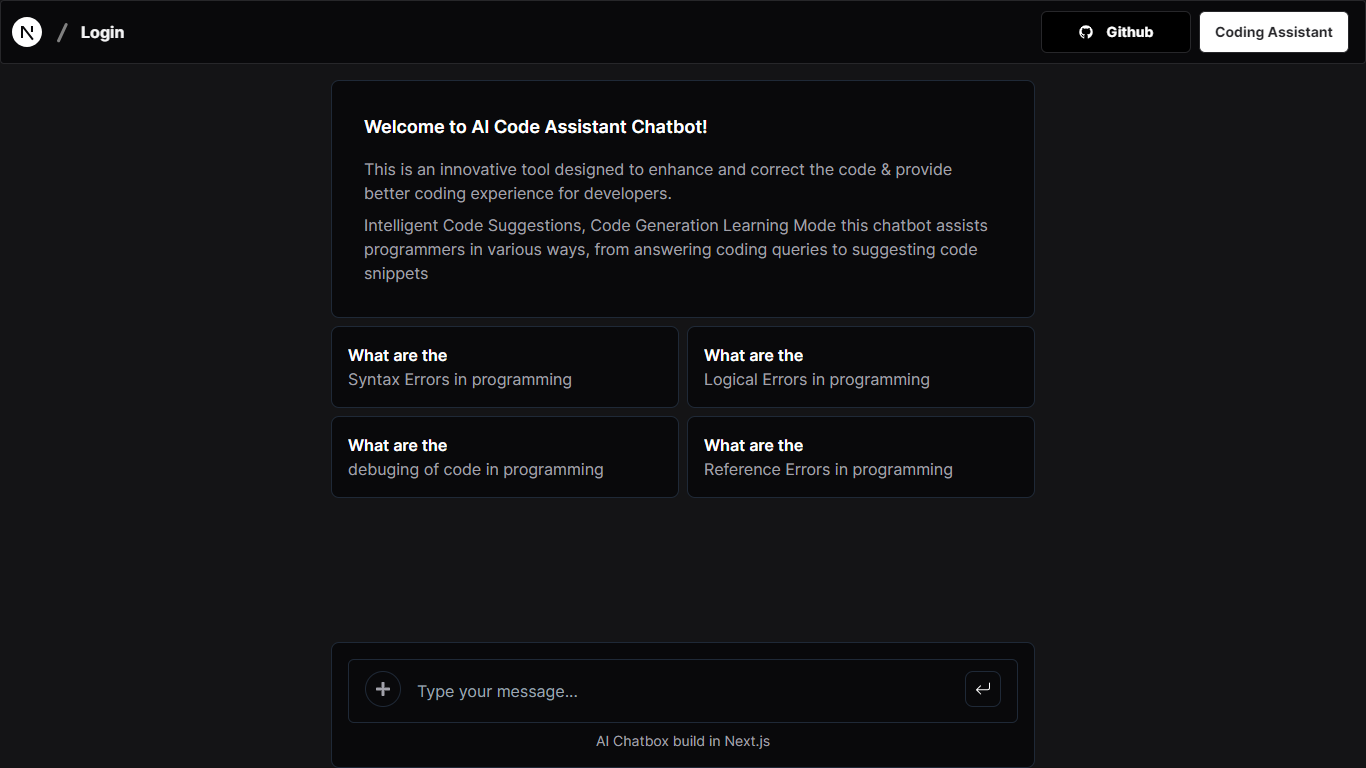 N / Login
Github
Coding Assistant
Welcome to AI Code Assistant Chatbot!
This is an innovative tool designed to enhance and correct the code & provide
better coding experience for developers.
Intelligent Code Suggestions, Code Generation Learning Mode this chatbot assists
programmers in various ways, from answering coding queries to suggesting code
snippets
What are the
Syntax Errors in programming
What are the
Logical Errors in programming
What are the
debuging of code in programming
What are the
Reference Errors in programming
Type your message...
AI Chatbox build in Next.js